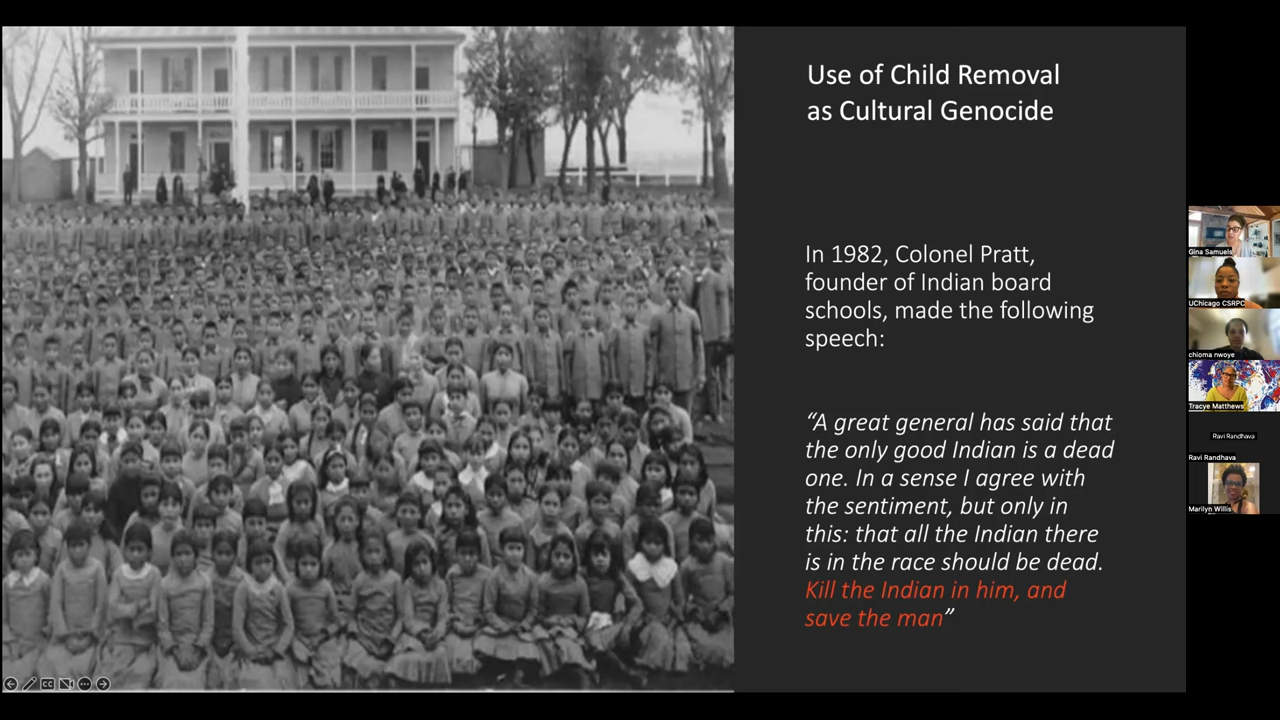 Use of Child Removal
as Cultural Genocide
In 1982, Colonel Pratt,
founder of Indian board
schools, made the following
speech:
“A great general has said that
the only good Indian is a dead
one. In a sense I agree with
the sentiment, but only in
this: that all the Indian there
is in the race should be dead.
Kill the Indian in him, and
save the man”
Gina Samuels
UChicago CSRPC
chioma nwoye
Tracye Matthews
Ravi Randhava
Ravi Randhava
Marilyn Willis
CC